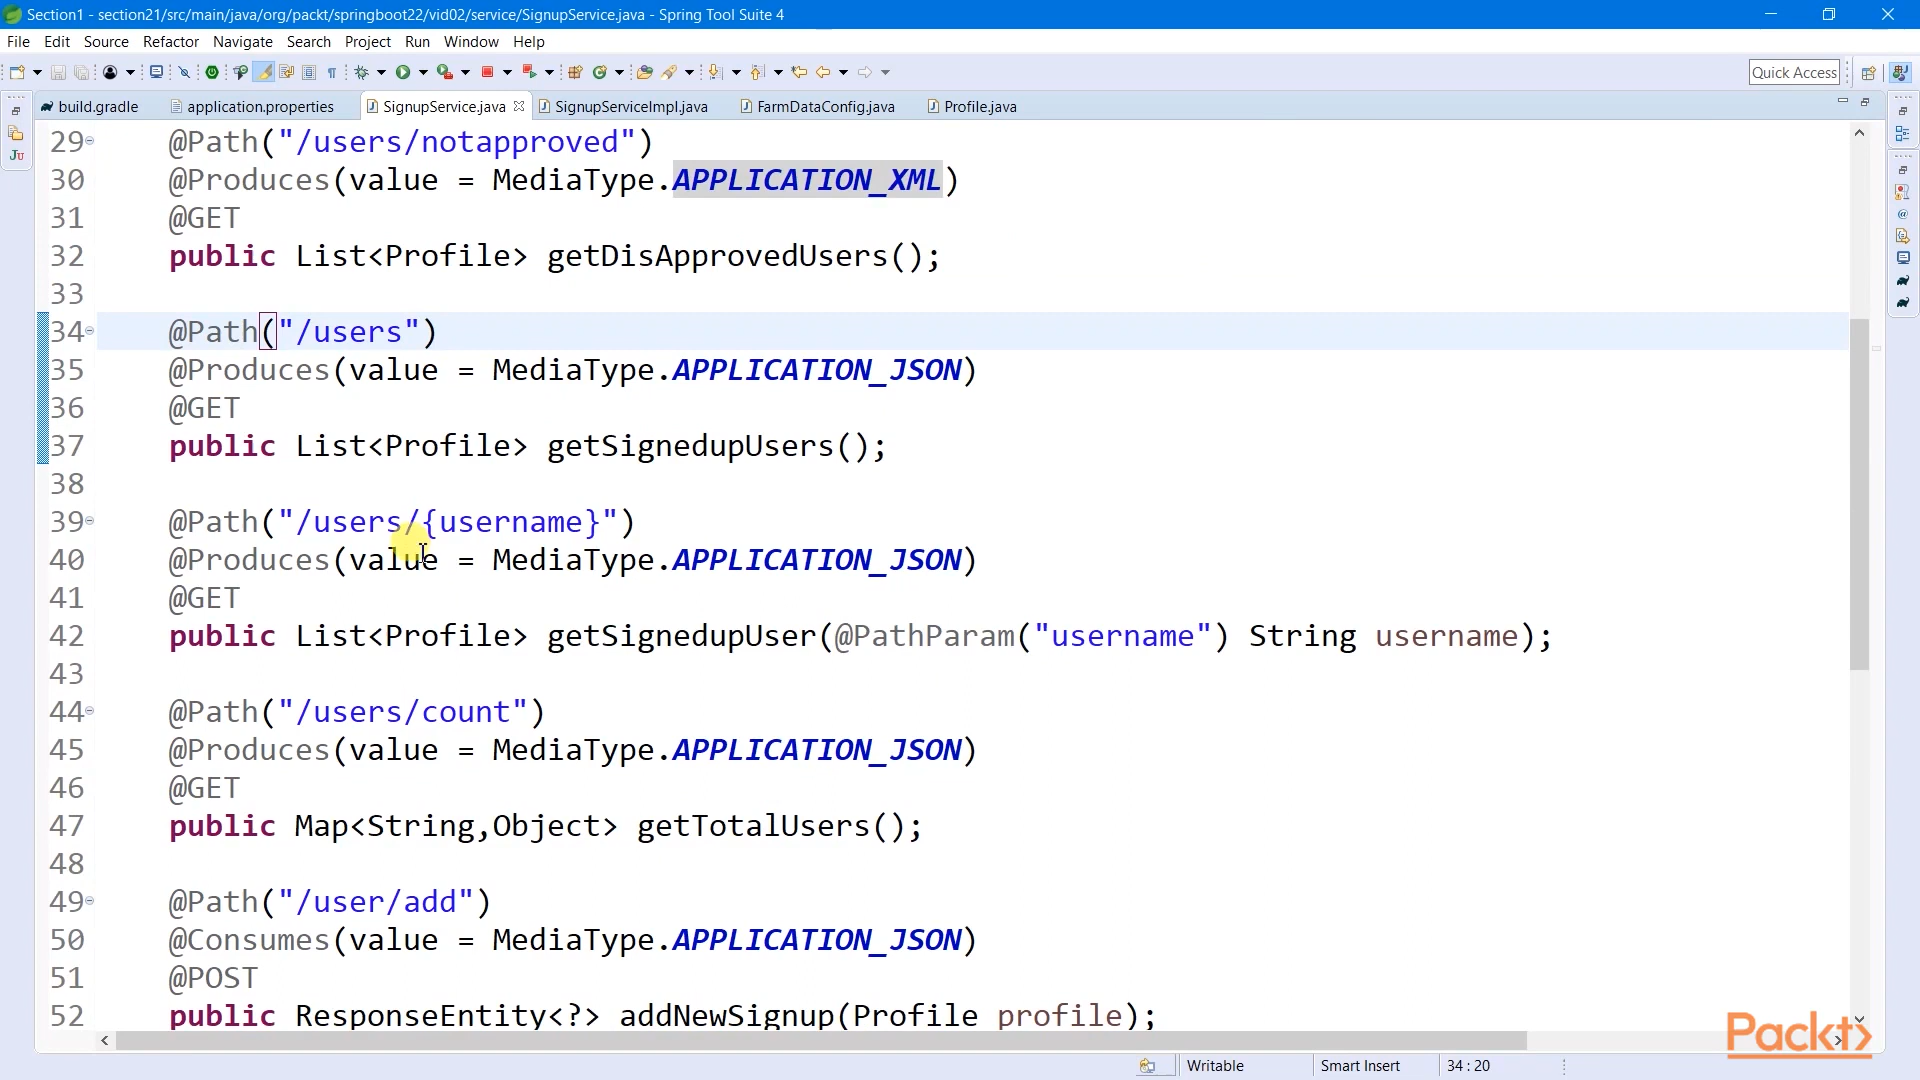 Section1 - section21/src/main/java/org/packt/springboot22/vid02/service/SignupService.java - Spring Tool Suite 4
File Edit Source Refactor Navigate Search Project Run Window Help
Quick Access
build.gradle application.properties SignupService.java SignupServiceImpl.java FarmDataConfig.java Profile.java
29 @Path("/users/notapproved")
30 @Produces(value = MediaType.APPLICATION_XML)
31 @GET
32 public List<Profile> getDisApprovedUsers();
33
34 @Path("/users")
35 @Produces(value = MediaType.APPLICATION_JSON)
36 @GET
37 public List<Profile> getSignedupUsers();
38
39 @Path("/users/{username}")
40 @Produces(value = MediaType.APPLICATION_JSON)
41 @GET
42 public List<Profile> getSignedupUser(@PathParam("username") String username);
43
44 @Path("/users/count")
45 @Produces(value = MediaType.APPLICATION_JSON)
46 @GET
47 public Map<String,Object> getTotalUsers();
48
49 @Path("/user/add")
50 @Consumes(value = MediaType.APPLICATION_JSON)
51 @POST
52 public ResponseEntity<?> addNewSignup(Profile profile);
Packt>
Writable Smart Insert 34 : 20